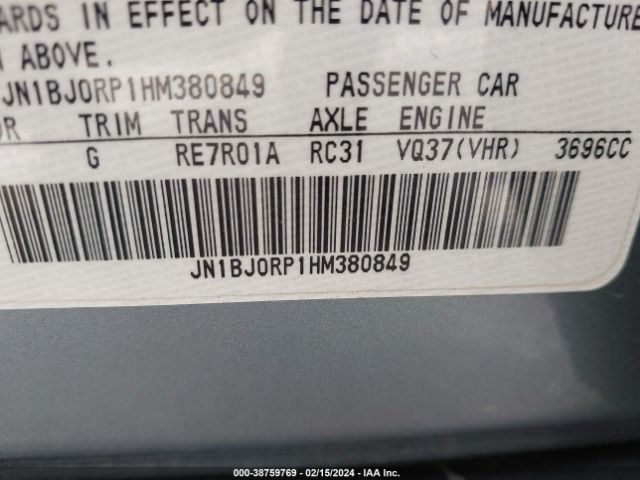 ARDS IN EFFECT ON THE DATE OF MANUFACTURE
ABOVE.
JN1BJ0RP1HM380849 PASSENGER CAR
OR TRIM TRANS AXLE ENGINE
G RE7R01A RC31 VQ37(VHR) 3696CC
JN1BJ0RP1HM380849
000-38759769 - 02/15/2024 - IAA Inc.